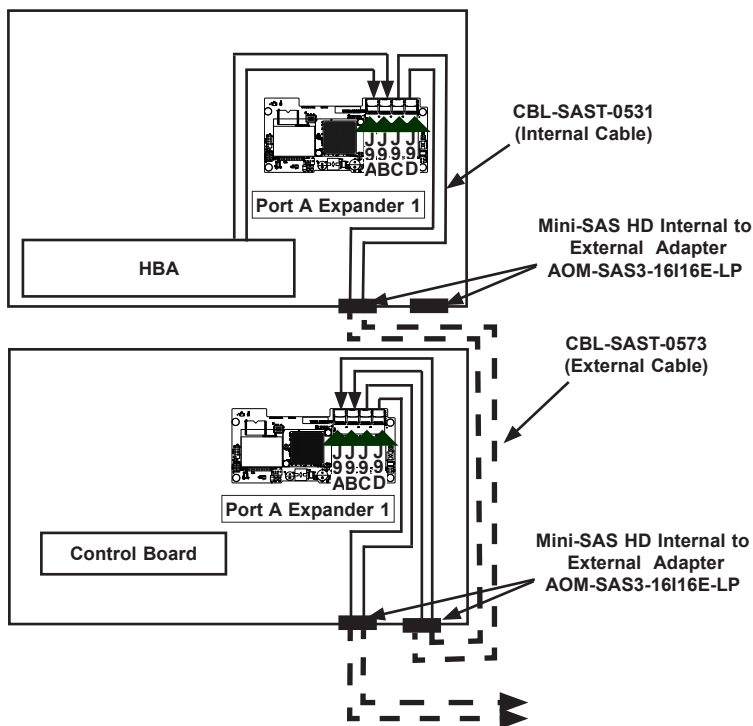 CBL-SAST-0531
(Internal Cable)
J J J J
9 9 9 9
A B C D
Port A Expander 1
Mini-SAS HD Internal to
External Adapter
AOM-SAS3-16I16E-LP
HBA
CBL-SAST-0573
(External Cable)
J J J J
9 9 9 9
A B C D
Port A Expander 1
Control Board
Mini-SAS HD Internal to
External Adapter
AOM-SAS3-16I16E-LP